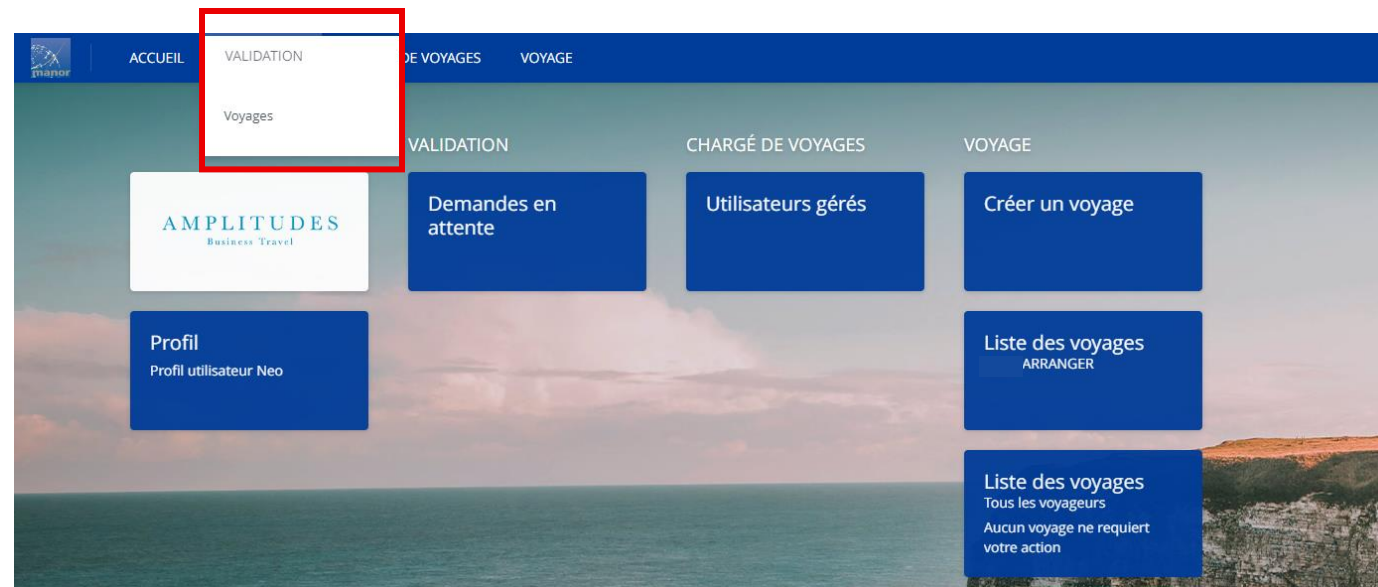 manor
ACCUEIL
VALIDATION
DE VOYAGES
VOYAGE
Voyages
VALIDATION
CHARGÉ DE VOYAGES
VOYAGE
AMPLITUDES
Business Travel
Demandes en
attente
Utilisateurs gérés
Créer un voyage
Profil
Profil utilisateur Neo
Liste des voyages
ARRANGER
Liste des voyages
Tous les voyageurs
Aucun voyage ne requiert
votre action